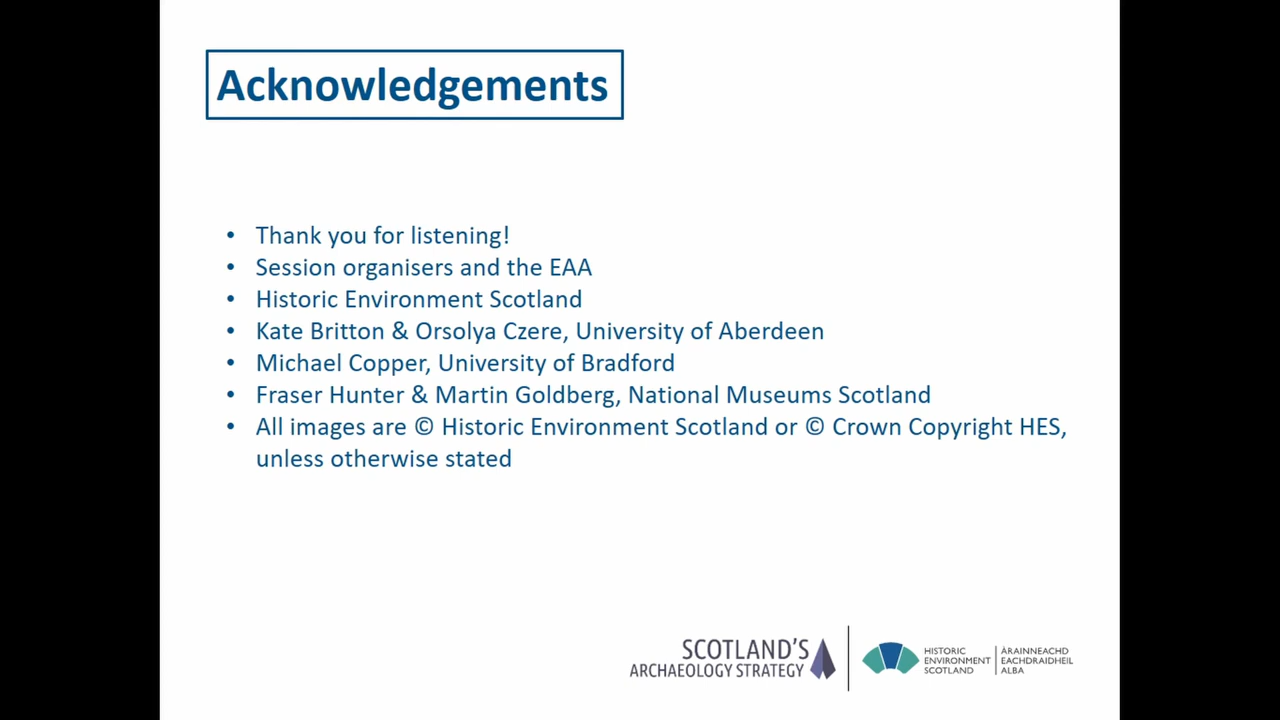 Acknowledgements
• Thank you for listening!
• Session organisers and the EAA
• Historic Environment Scotland
• Kate Britton & Orsolya Czere, University of Aberdeen
• Michael Copper, University of Bradford
• Fraser Hunter & Martin Goldberg, National Museums Scotland
• All images are © Historic Environment Scotland or © Crown Copyright HES,
unless otherwise stated
SCOTLAND'S
ARCHAEOLOGY STRATEGY
HISTORIC
ENVIRONMENT
SCOTLAND
ÀRAINNEACHD
EACHDRAIDHEIL
ALBA